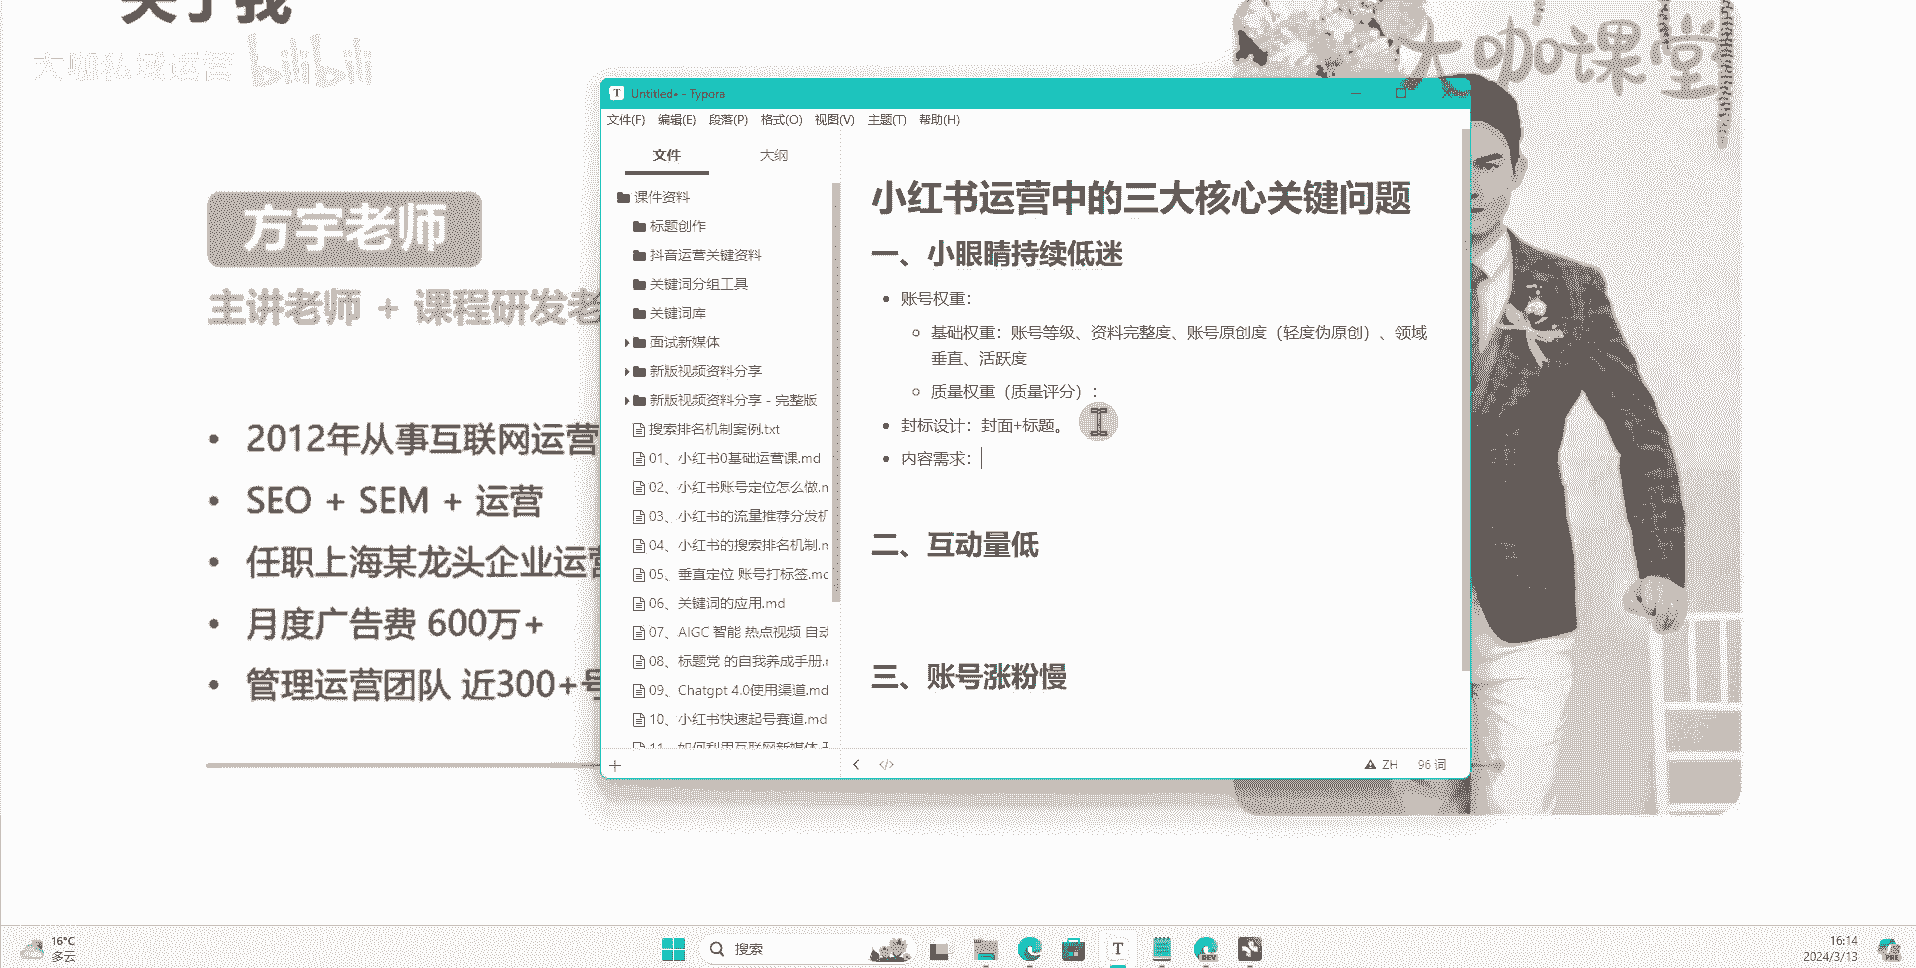 关于我
大咖私域运营 bilibili
大咖课堂
方宇老师
主讲老师 + 课程研发老
• 2012年从事互联网运营
• SEO + SEM + 运营
• 任职上海某龙头企业运营
• 月度广告费 600万+
• 管理运营团队 近300+号
Untitled• - Typora
文件(F) 编辑(E) 段落(P) 格式(O) 视图(V) 主题(T) 帮助(H)
文件 大纲
课件资料
标题创作
抖音运营关键资料
关键词分组工具
关键词库
面试新媒体
新版视频资料分享
新版视频资料分享 - 完整版
搜索排名机制案例.txt
01、小红书0基础运营课.md
02、小红书账号定位怎么做.m
03、小红书的流量推荐分发机
04、小红书的搜索排名机制.m
05、垂直定位 账号打标签.md
06、关键词的应用.md
07、AIGC 智能 热点视频 自动
08、标题党 的自我养成手册.m
09、Chatgpt 4.0使用渠道.md
10、小红书快速起号赛道.md
11、如何利用互联网新媒体
小红书运营中的三大核心关键问题
一、小眼睛持续低迷
• 账号权重：
基础权重：账号等级、资料完整度、账号原创度（轻度伪原创）、领域
垂直、活跃度
质量权重（质量评分）：
• 封标设计：封面+标题。
• 内容需求：
二、互动量低
三、账号涨粉慢
ZH 96 词
16°C
多云
搜索
T
DEV
16:14
2024/3/13
PRE